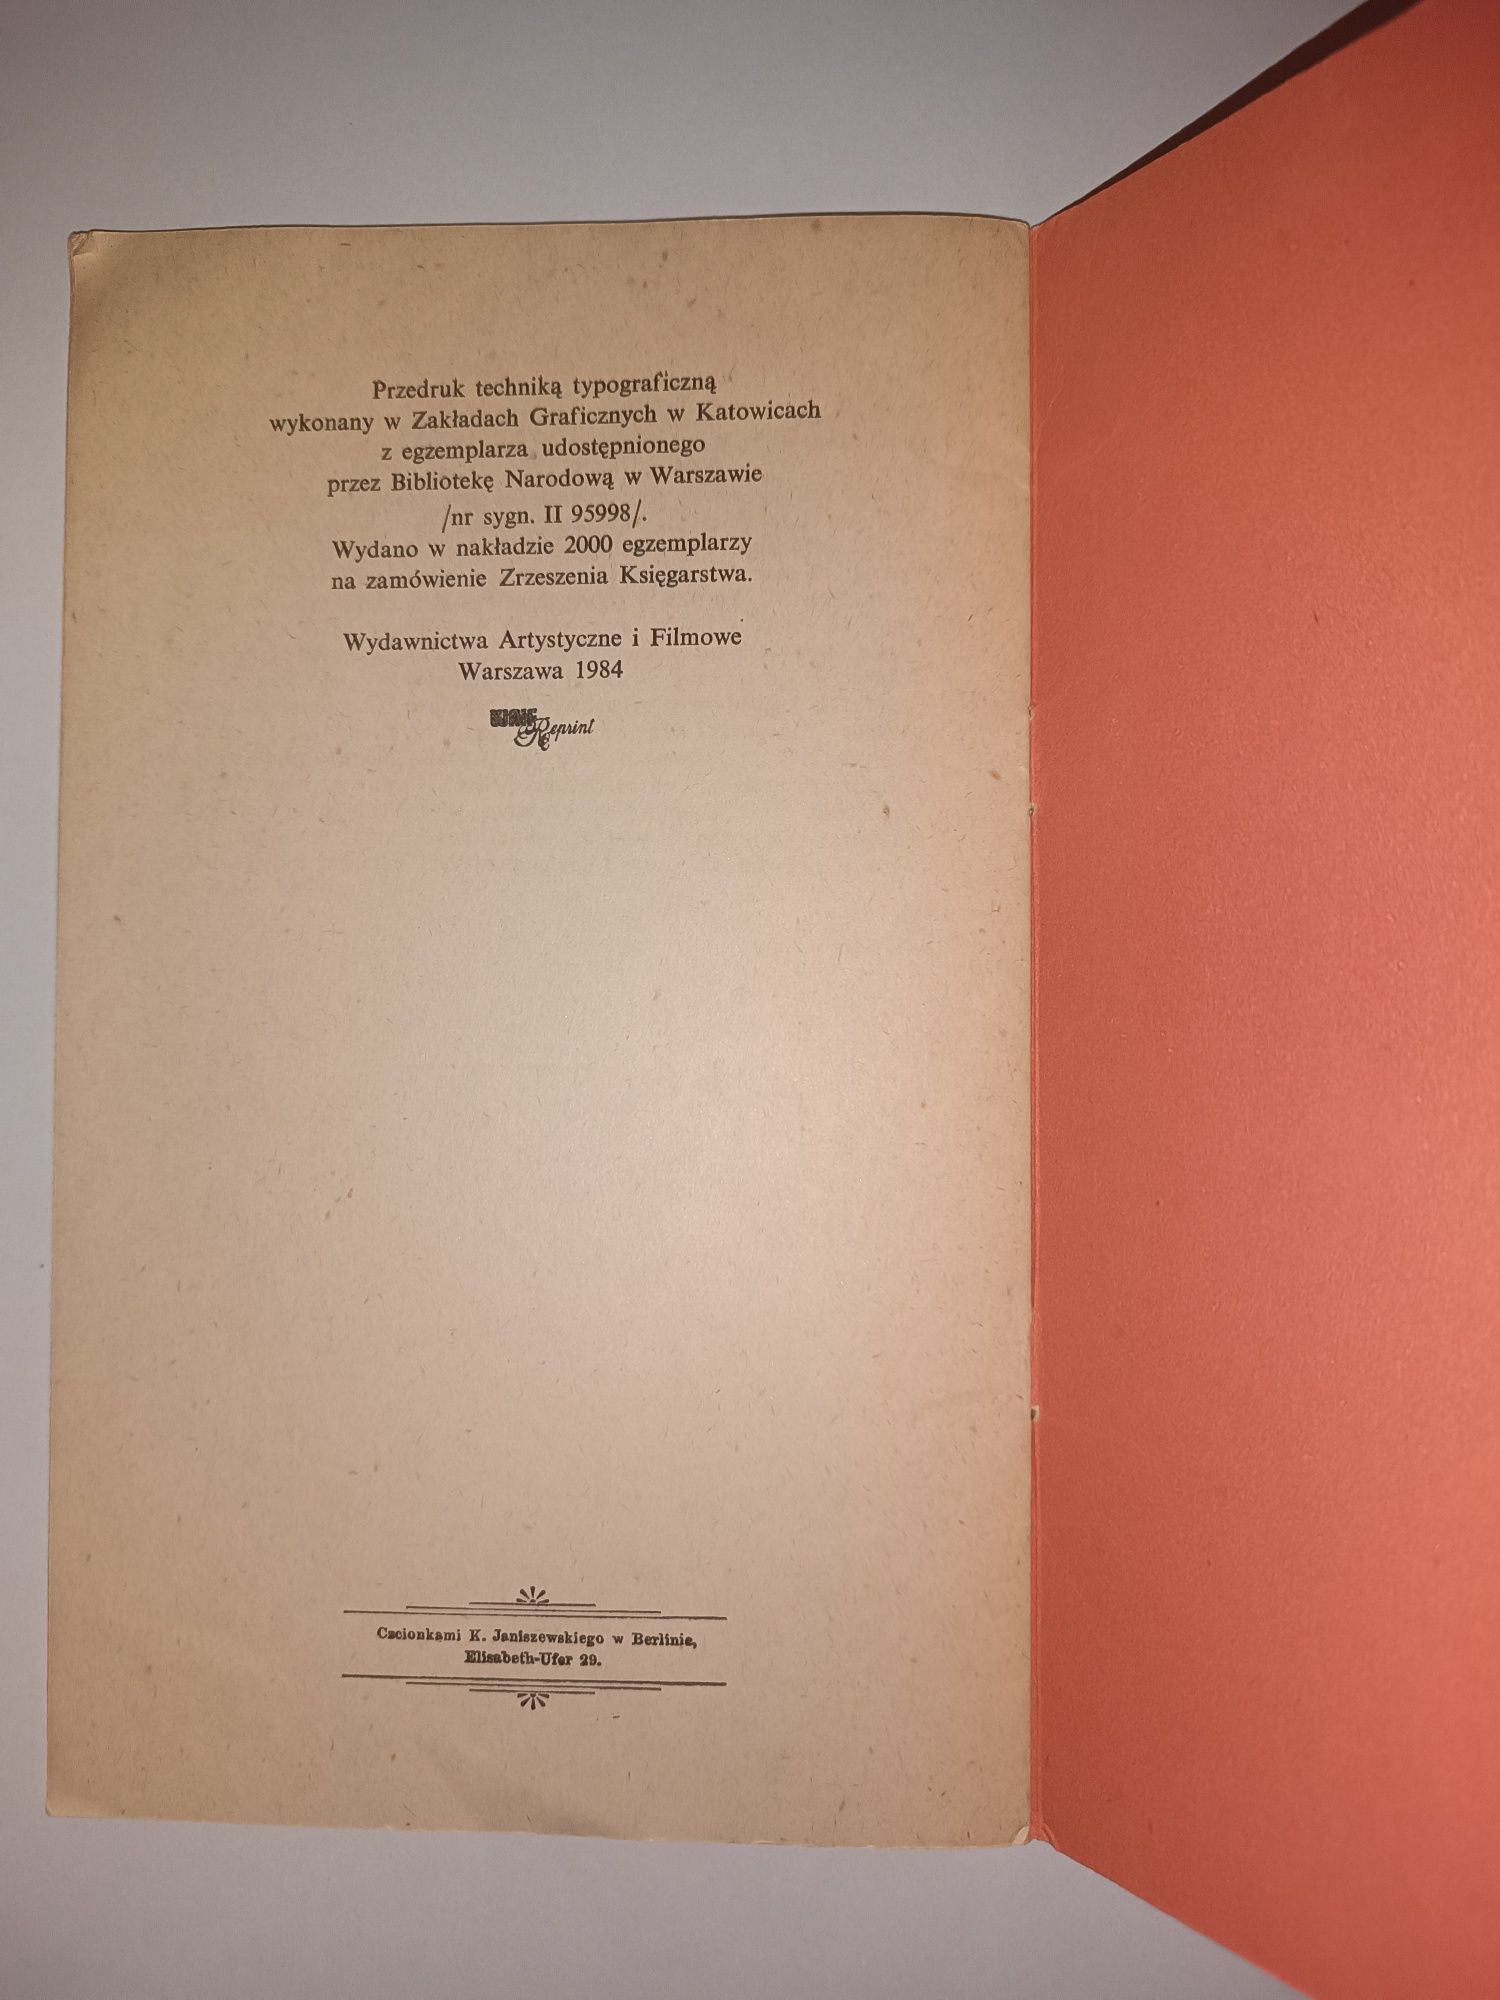 Przedruk techniką typograficzną
wykonany w Zakładach Graficznych w Katowicach
z egzemplarza udostępnionego
przez Bibliotekę Narodową w Warszawie
/nr sygn. II 95998/.
Wydano w nakładzie 2000 egzemplarzy
na zamówienie Zrzeszenia Księgarstwa.
Wydawnictwa Artystyczne i Filmowe
Warszawa 1984
WAiF Reprint
Czcionkami K. Janiszewskiego w Berlinie,
Elisabeth-Ufer 29.